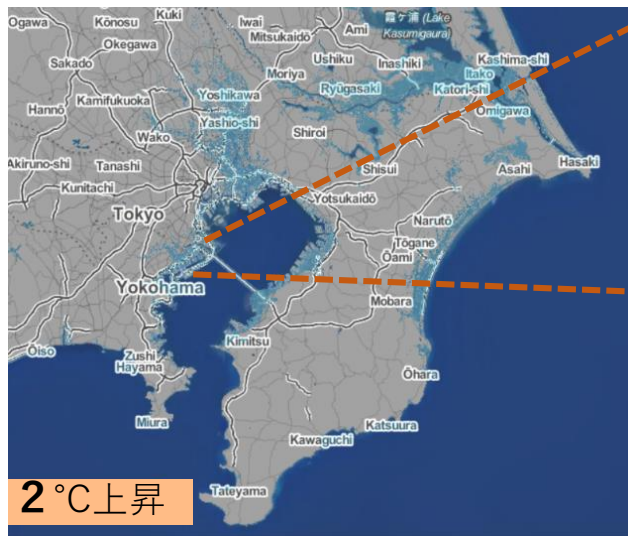 Ogawa
Kōnosu
Kuki
Iwai
Mitsukaidō
Ami
霞ヶ浦 (Lake
Kasumigaura)
Okegawa
Sakado
Moriya
Ushiku
Inashiki
Kashima-shi
Itako
Katori-shi
Ryūgasaki
Hannō
Kamifukuoka
Yoshikawa
Yashio-shi
Omigawa
Wako
Shiroi
Akiruno-shi
Tanashi
Shisui
Asahi
Hasaki
Kunitachi
Yotsukaidō
Tokyo
Narutō
Tōgane
Ōami
Yokohama
Mobara
Kimitsu
Ōiso
Zushi
Hayama
Ōhara
Miura
Katsuura
Kawaguchi
Tateyama
2°C上昇